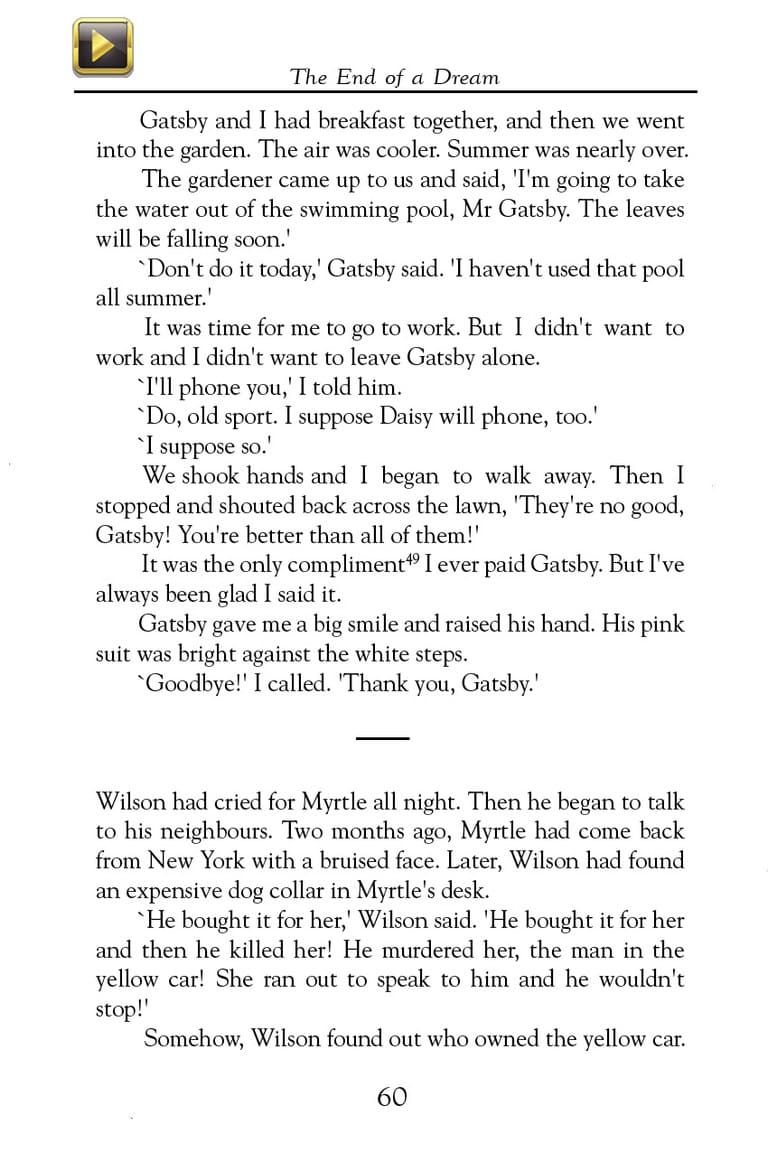 The End of a Dream
Gatsby and I had breakfast together, and then we went
into the garden. The air was cooler. Summer was nearly over.
The gardener came up to us and said, 'I'm going to take
the water out of the swimming pool, Mr Gatsby. The leaves
will be falling soon.'
`Don't do it today,' Gatsby said. 'I haven't used that pool
all summer.'
It was time for me to go to work. But I didn't want to
work and I didn't want to leave Gatsby alone.
`I'll phone you,' I told him.
`Do, old sport. I suppose Daisy will phone, too.'
`I suppose so.'
We shook hands and I began to walk away. Then I
stopped and shouted back across the lawn, 'They're no good,
Gatsby! You're better than all of them!'
It was the only compliment⁴⁹ I ever paid Gatsby. But I've
always been glad I said it.
Gatsby gave me a big smile and raised his hand. His pink
suit was bright against the white steps.
`Goodbye!' I called. 'Thank you, Gatsby.'
Wilson had cried for Myrtle all night. Then he began to talk
to his neighbours. Two months ago, Myrtle had come back
from New York with a bruised face. Later, Wilson had found
an expensive dog collar in Myrtle's desk.
`He bought it for her,' Wilson said. 'He bought it for her
and then he killed her! He murdered her, the man in the
yellow car! She ran out to speak to him and he wouldn't
stop!'
Somehow, Wilson found out who owned the yellow car.
60